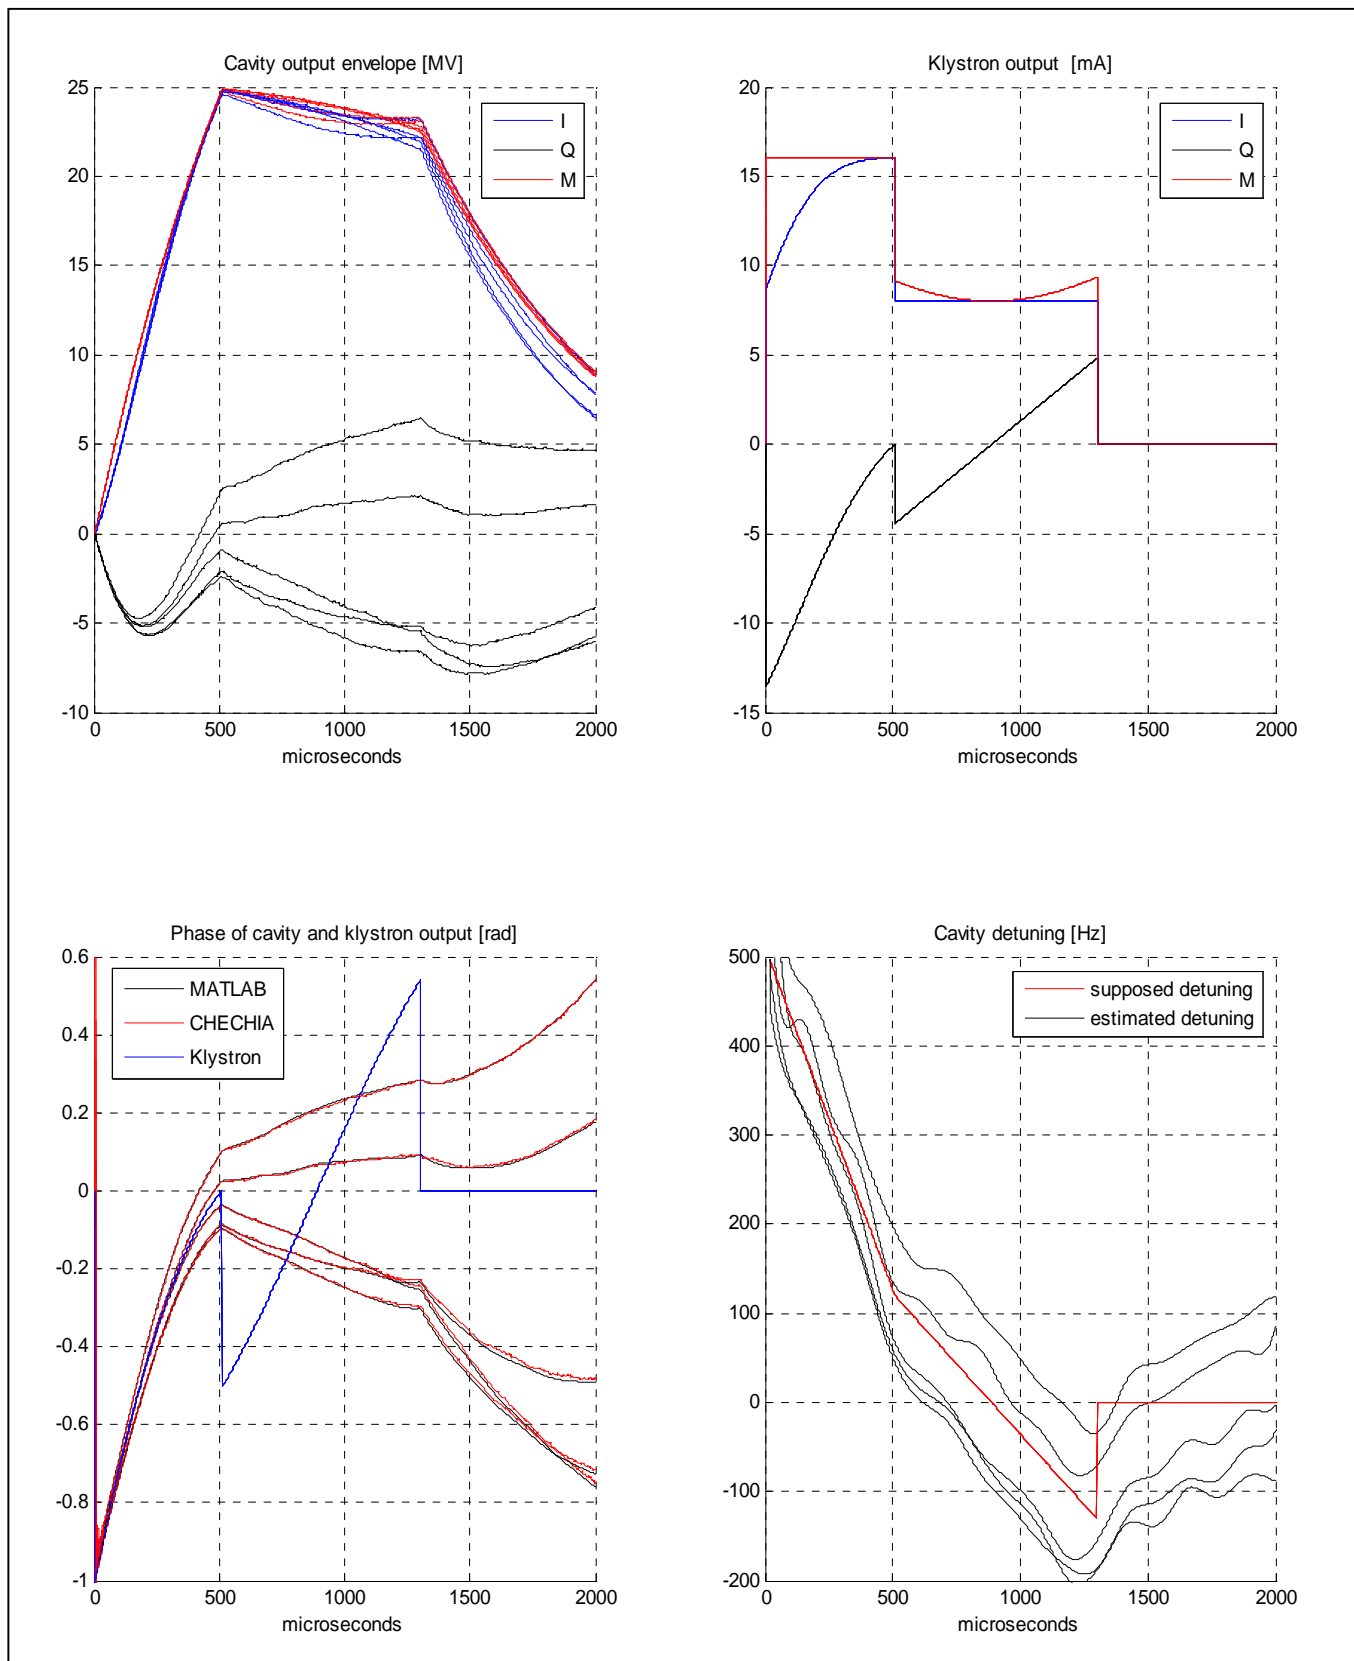 Cavity output envelope [MV]
25
20
15
10
5
0
-5
-10
0 500 1000 1500 2000
microseconds
I
Q
M
Klystron output [mA]
20
15
10
5
0
-5
-10
-15
0 500 1000 1500 2000
microseconds
I
Q
M
Phase of cavity and klystron output [rad]
0.6
0.4
0.2
0
-0.2
-0.4
-0.6
-0.8
-1
0 500 1000 1500 2000
microseconds
MATLAB
CHECHIA
Klystron
Cavity detuning [Hz]
500
400
300
200
100
0
-100
-200
0 500 1000 1500 2000
microseconds
supposed detuning
estimated detuning